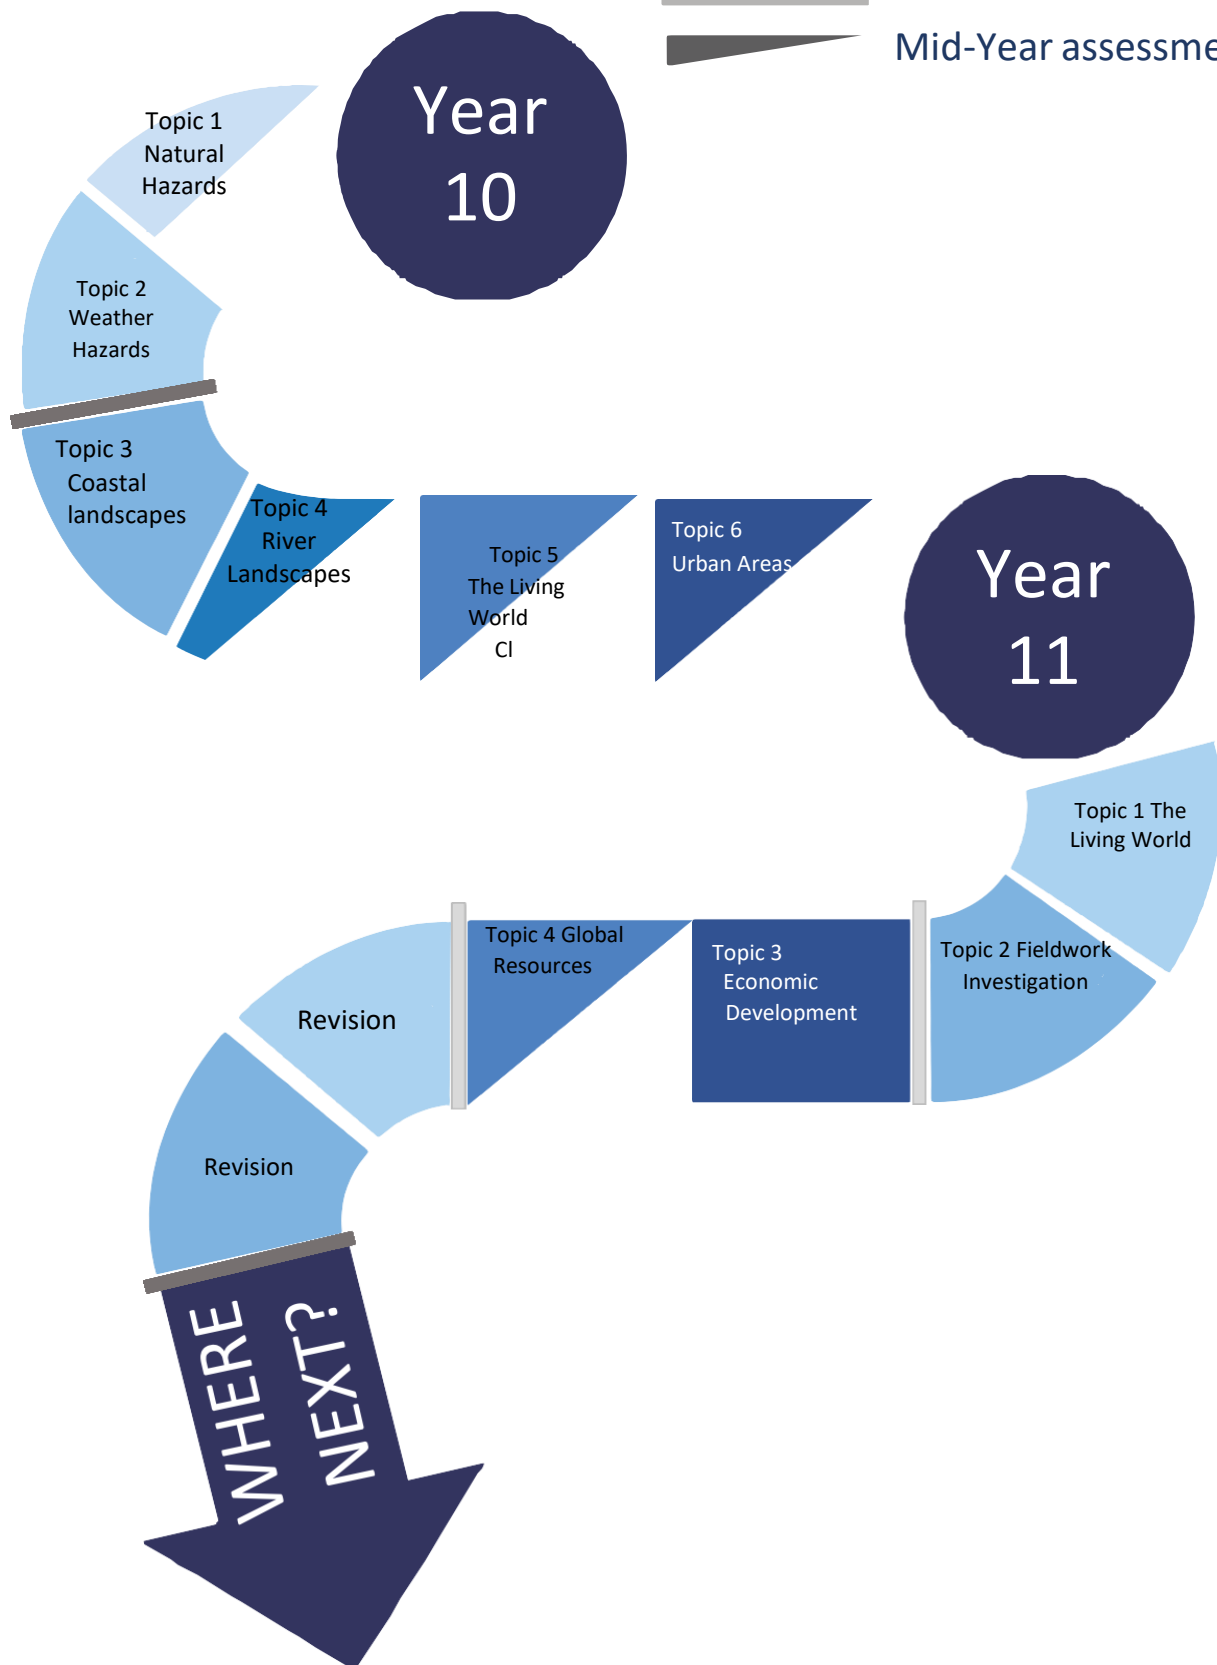 Mid-Year assessme
Year
10
Topic 1
Natural
Hazards
Topic 2
Weather
Hazards
Topic 3
Coastal
landscapes
Topic 4
River
Landscapes
Topic 5
The Living
World
Cl
Topic 6
Urban Areas
Year
11
Topic 1 The
Living World
Topic 2 Fieldwork
Investigation
Topic 3
Economic
Development
Topic 4 Global
Resources
Revision
Revision
WHERE
NEXT?